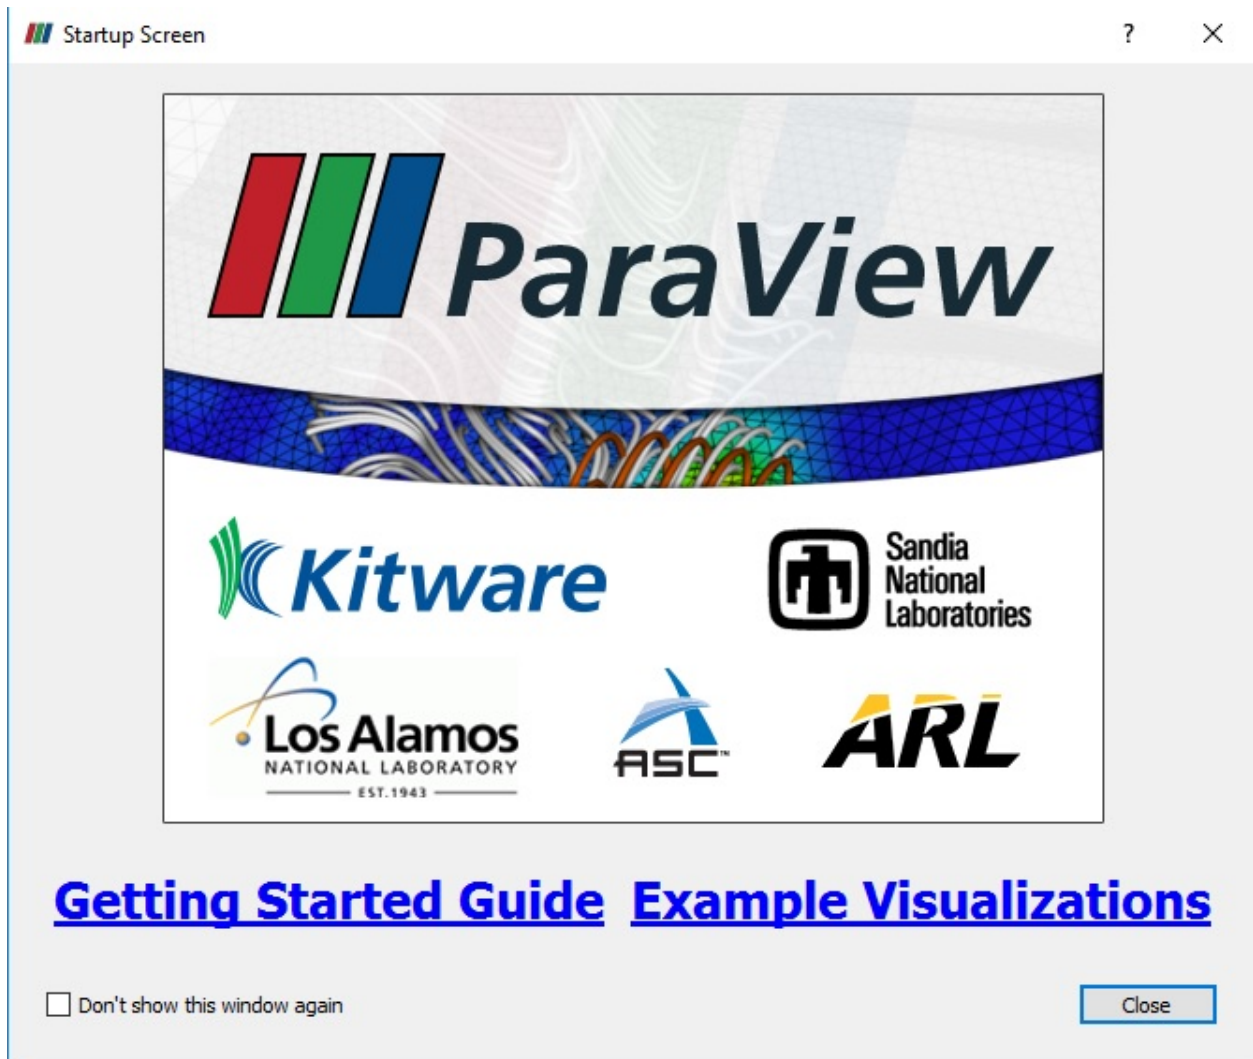 Startup Screen
?
ParaView
Kitware
Sandia
National
Laboratories
Los Alamos
NATIONAL LABORATORY
EST.1943
ASC™
ARL
Getting Started Guide Example Visualizations
Don't show this window again
Close